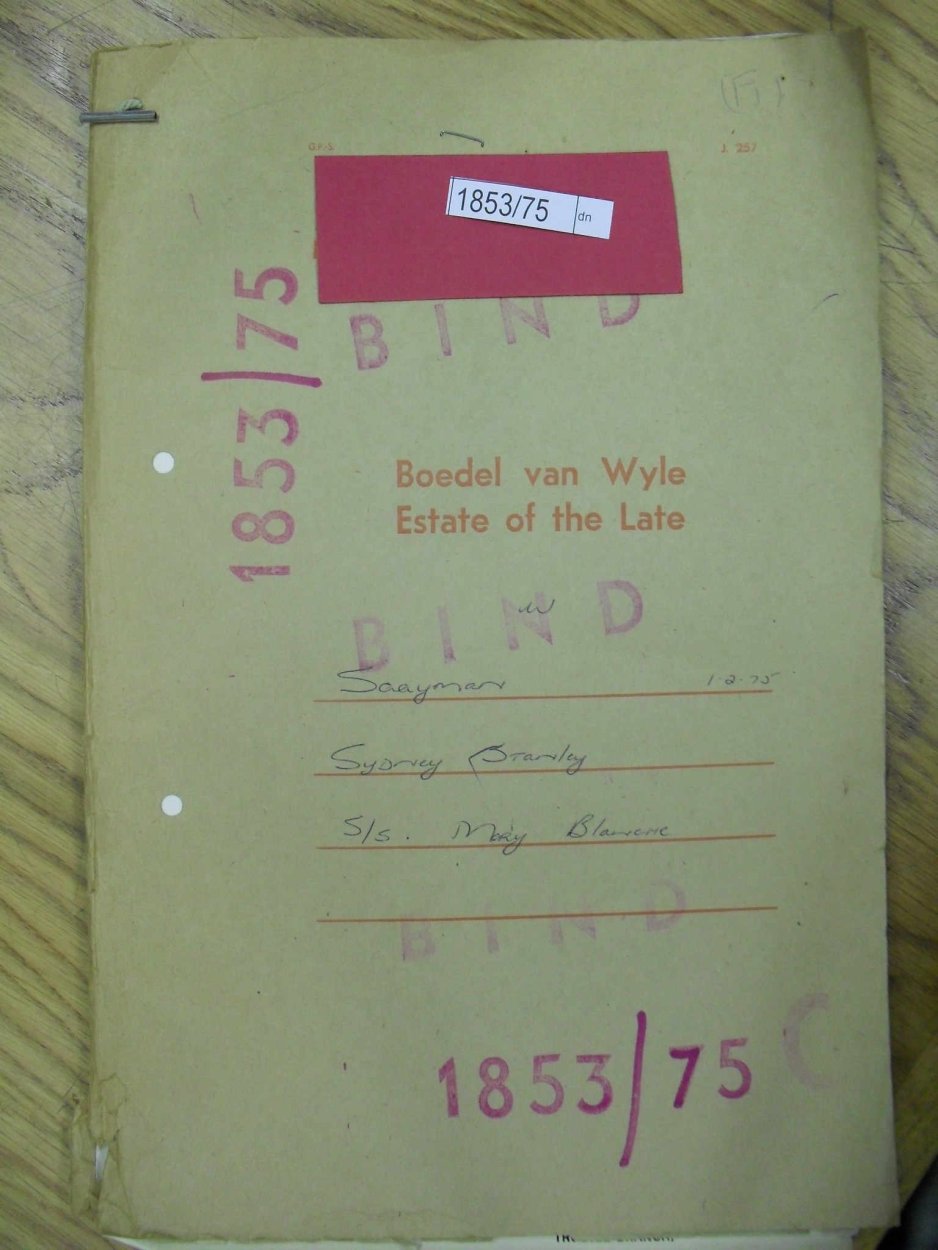 G.P.-S. J. 257
1853/75 dn
BIND
1853/75
Boedel van Wyle
Estate of the Late
BIND
Saayman 1.2.75
Sydney Stanley
S/s. Mary
BIND
1853/75 C